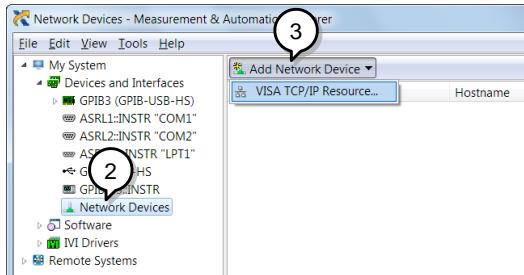 Network Devices - Measurement & Automation Explorer
3
File Edit View Tools Help
My System
Add Network Device
Devices and Interfaces
VISA TCP/IP Resource...
Hostname
GPIB3 (GPIB-USB-HS)
ASRL1::INSTR "COM1"
ASRL2::INSTR "COM2"
INSTR "LPT1"
2
-HS
INSTR
Network Devices
Software
IVI Drivers
Remote Systems